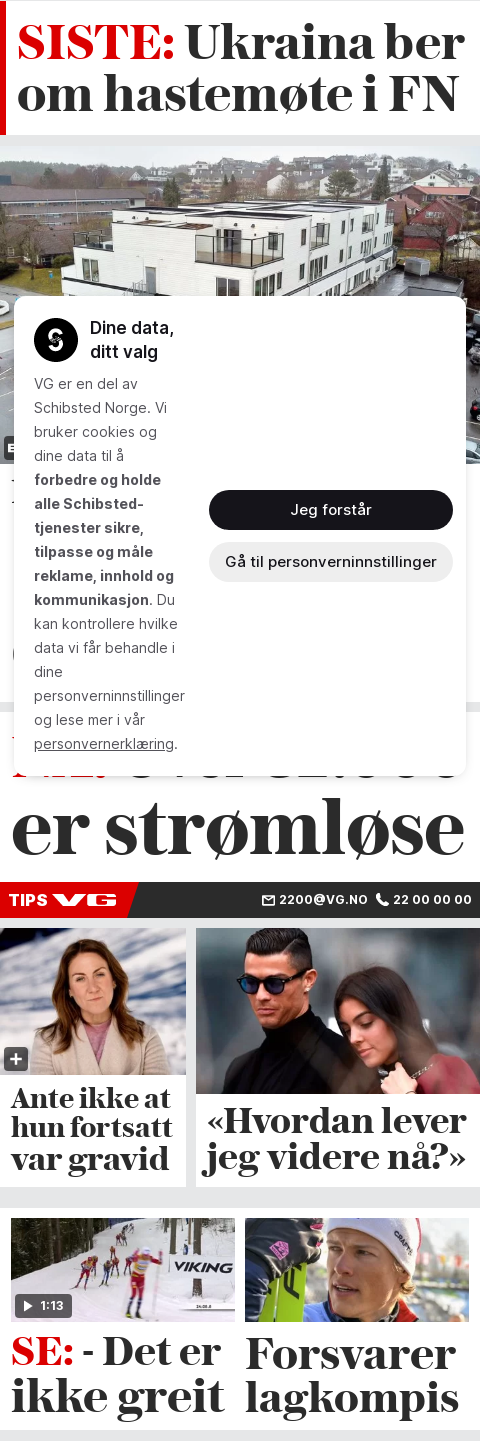 SISTE: Ukraina ber
om hastemøte i FN
Dine data,
ditt valg
VG er en del av
Schibsted Norge. Vi
bruker cookies og
dine data til å
forbedre og holde
alle Schibsted-
tjenester sikre,
tilpasse og måle
reklame, innhold og
kommunikasjon. Du
kan kontrollere hvilke
data vi får behandle i
dine
personverninnstillinger
og lese mer i vår
personvernerklæring.
Jeg forstår
Gå til personverninnstillinger
er strømløse
TIPS VG
2200@VG.NO 22 00 00 00
Ante ikke at
hun fortsatt
var gravid
«Hvordan lever
jeg videre nå?»
VIKING
1:13
CRAFT
SE: - Det er
ikke greit
Forsvarer
lagkompis